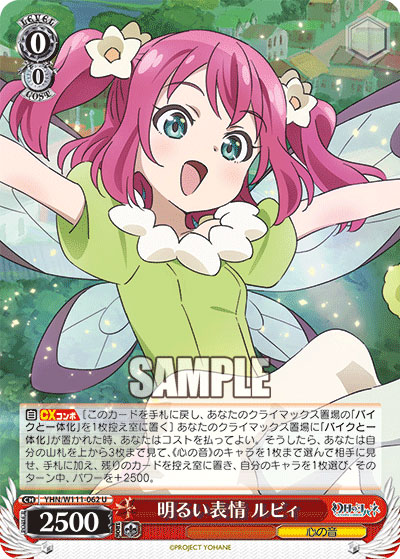 LEVEL
0
0
COST
SAMPLE
CXコンボ [このカードを手札に戻し、あなたのクライマックス置場の「バイ
クと一体化」を1枚控え室に置く] あなたのクライマックス置場に「バイクと一体
化」が置かれた時、あなたはコストを払ってよい。そうしたら、あなたは自
分の山札を上から3枚まで見て、《心の音》のキャラを1枚まで選んで相手に見
せ、手札に加え、残りのカードを控え室に置き、自分のキャラを1枚選び、その
ターン中、パワーを+2500。
CH YHN/W111-062 U
2500
明るい表情 ルビィ
心の音
©PROJECT YOHANE